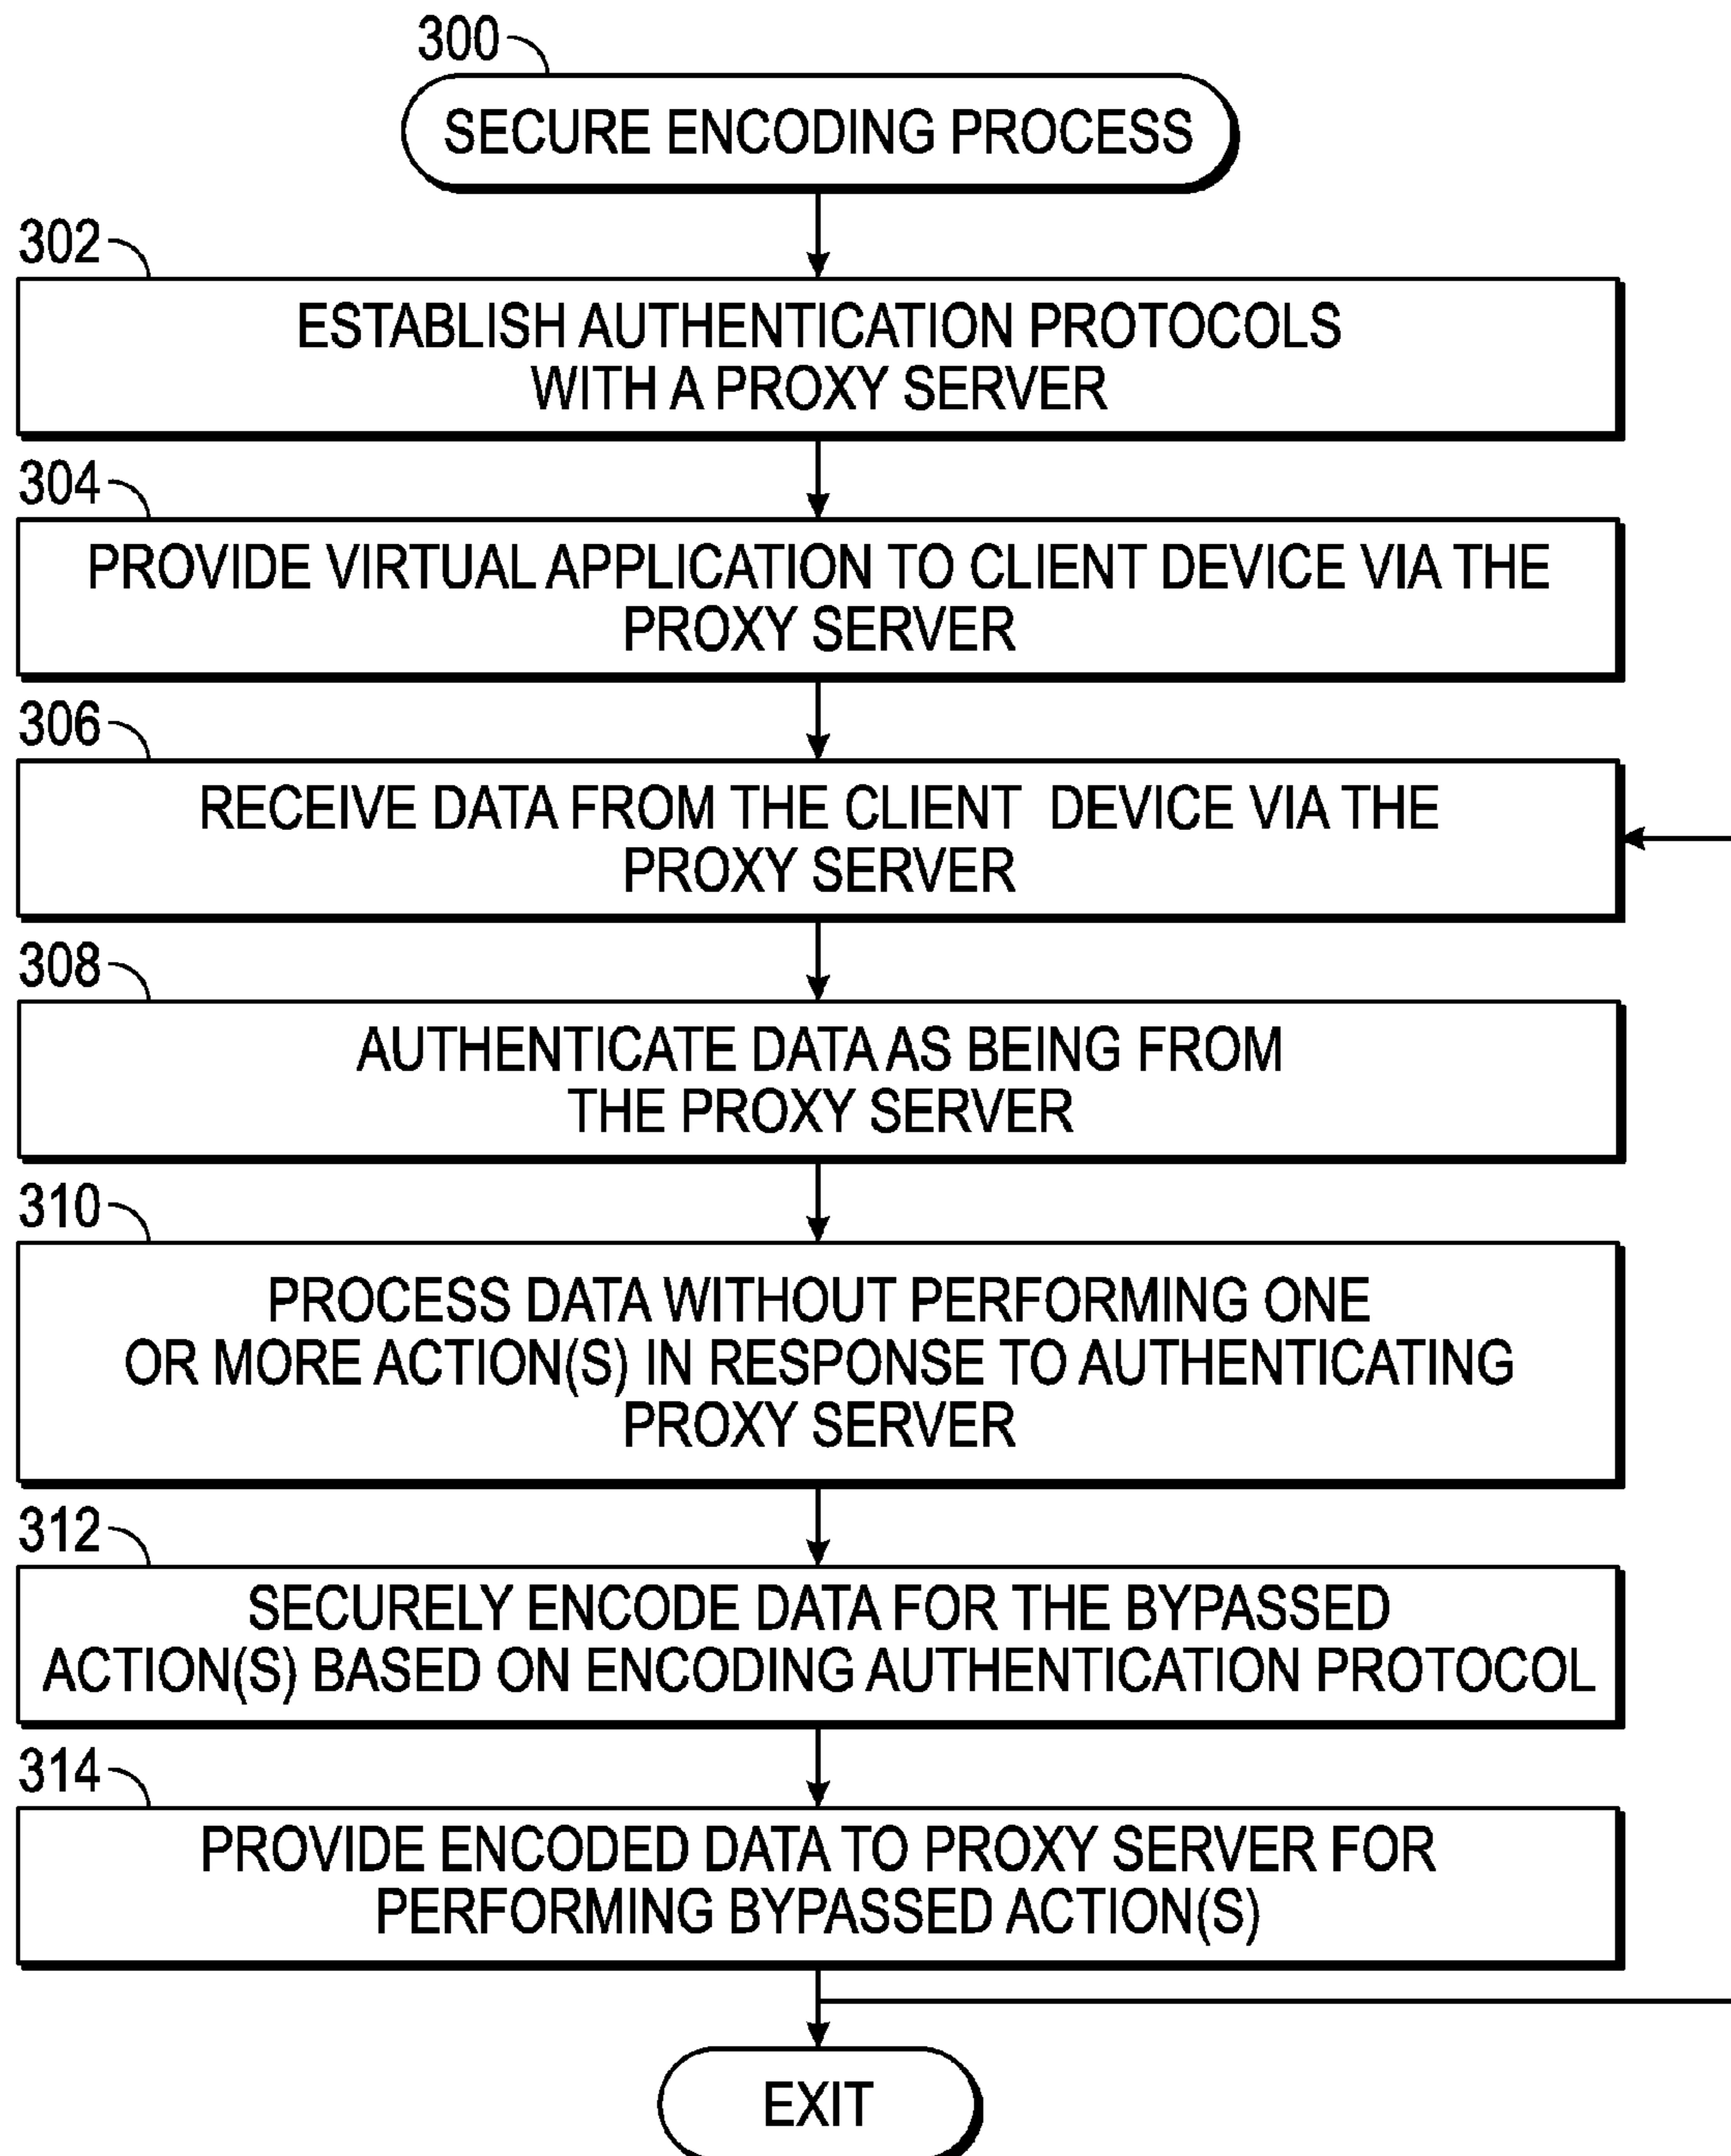 300
SECURE ENCODING PROCESS
302
ESTABLISH AUTHENTICATION PROTOCOLS
WITH A PROXY SERVER
304
PROVIDE VIRTUAL APPLICATION TO CLIENT DEVICE VIA THE
PROXY SERVER
306
RECEIVE DATA FROM THE CLIENT DEVICE VIA THE
PROXY SERVER
308
AUTHENTICATE DATA AS BEING FROM
THE PROXY SERVER
310
PROCESS DATA WITHOUT PERFORMING ONE
OR MORE ACTION(S) IN RESPONSE TO AUTHENTICATING
PROXY SERVER
312
SECURELY ENCODE DATA FOR THE BYPASSED
ACTION(S) BASED ON ENCODING AUTHENTICATION PROTOCOL
314
PROVIDE ENCODED DATA TO PROXY SERVER FOR
PERFORMING BYPASSED ACTION(S)
EXIT